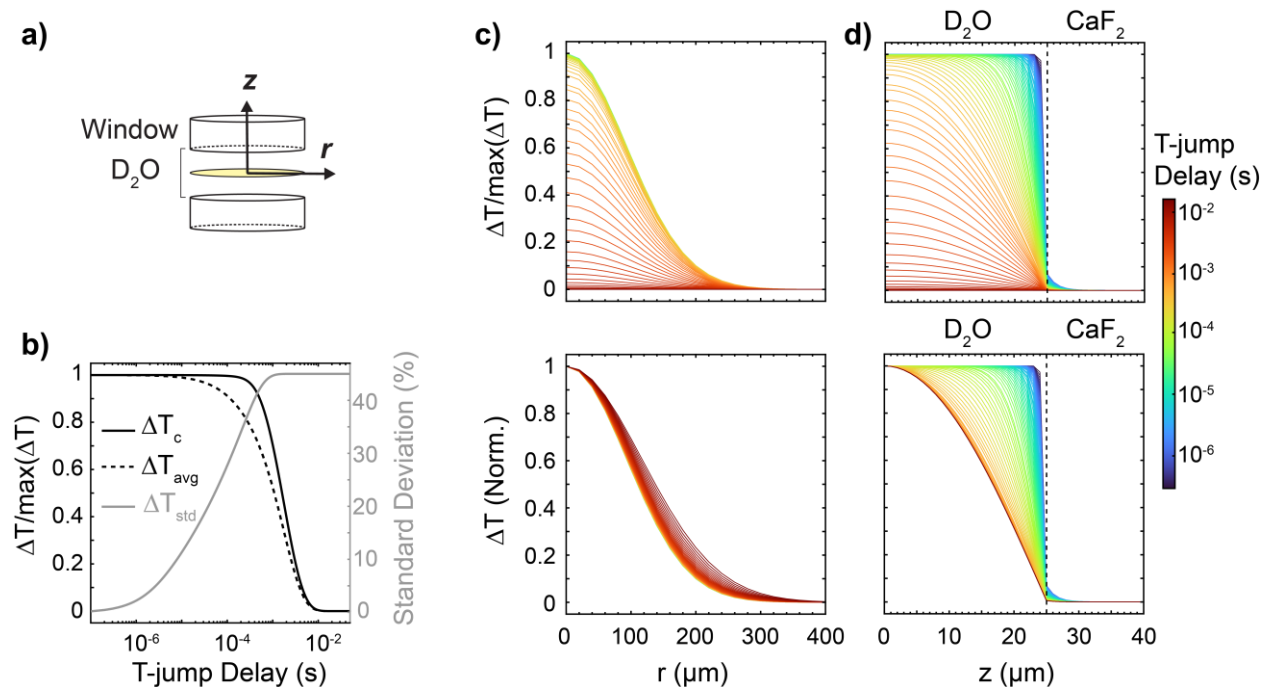 a)
z
Window
r
D₂O
b)
ΔT/max(ΔT)
1
0.8
0.6
0.4
0.2
0
ΔT_c
ΔT_avg
ΔT_std
40
30
20
10
0
Standard Deviation (%)
10⁻⁶ 10⁻⁴ 10⁻²
T-jump Delay (s)
c)
ΔT/max(ΔT)
1
0.8
0.6
0.4
0.2
0
ΔT (Norm.)
1
0.8
0.6
0.4
0.2
0
0 100 200 300 400
r (µm)
d)
D₂O CaF₂
D₂O CaF₂
0 10 20 30 40
z (µm)
T-jump
Delay (s)
10⁻²
10⁻³
10⁻⁴
10⁻⁵
10⁻⁶